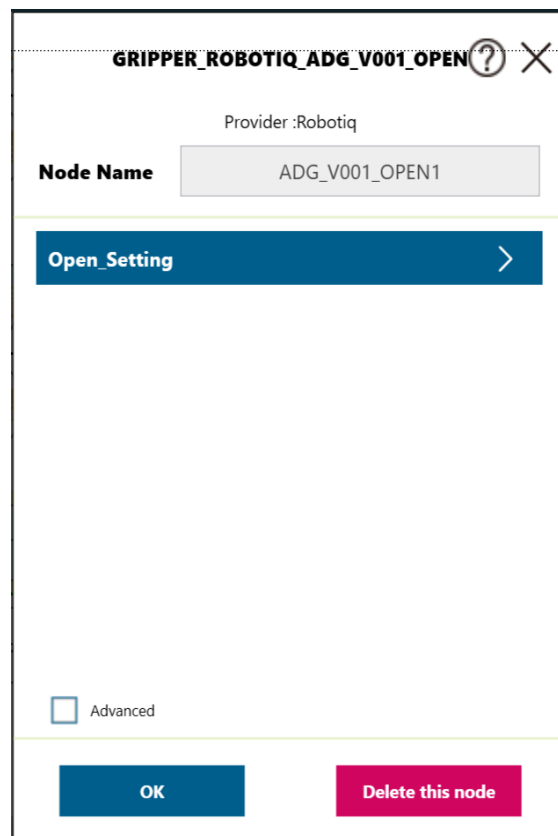 GRIPPER_ROBOTIQ_ADG_V001_OPEN
Provider :Robotiq
Node Name ADG_V001_OPEN1
Open_Setting
Advanced
OK Delete this node